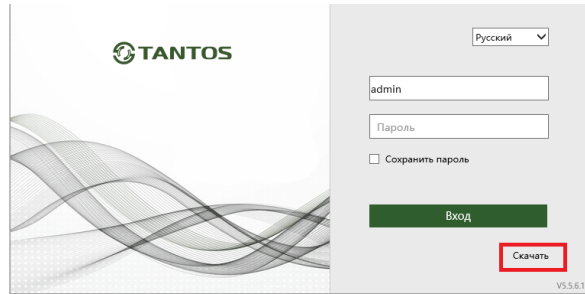 TANTOS
Русский
admin
Пароль
Сохранить пароль
Вход
Скачать
V5.5.6.1